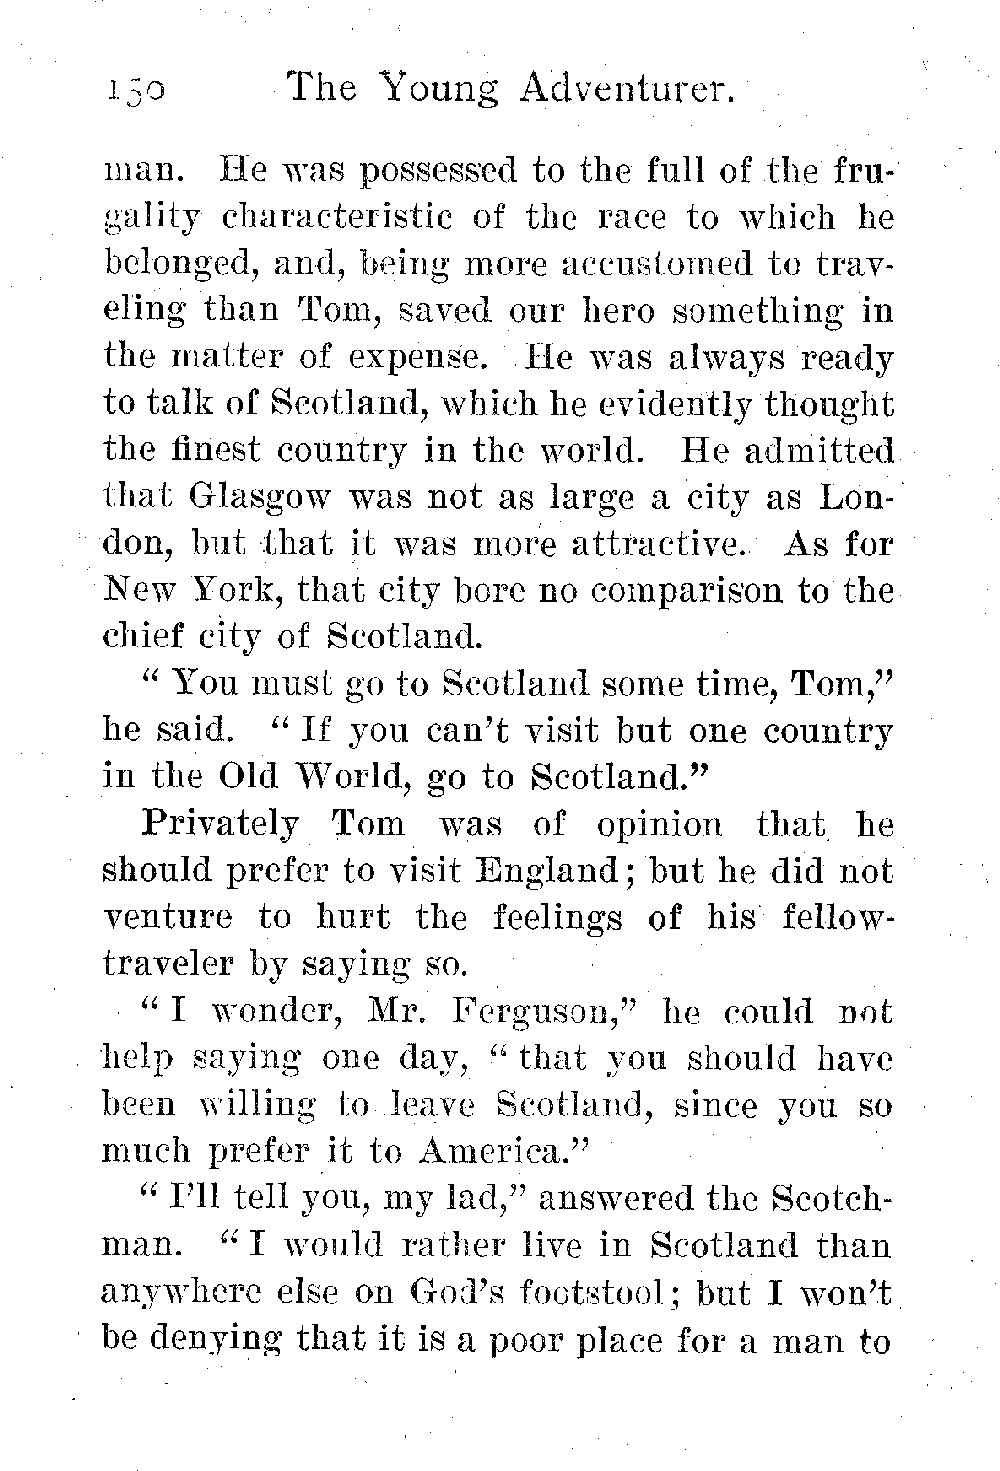 150 The Young Adventurer.
man. He was possessed to the full of the fru-
gality characteristic of the race to which he
belonged, and, being more accustomed to trav-
eling than Tom, saved our hero something in
the matter of expense. He was always ready
to talk of Scotland, which he evidently thought
the finest country in the world. He admitted
that Glasgow was not as large a city as Lon-
don, but that it was more attractive. As for
New York, that city bore no comparison to the
chief city of Scotland.
“ You must go to Scotland some time, Tom,”
he said. “ If you can’t visit but one country
in the Old World, go to Scotland.”
Privately Tom was of opinion that he
should prefer to visit England; but he did not
venture to hurt the feelings of his fellow-
traveler by saying so.
“ I wonder, Mr. Ferguson,” he could not
help saying one day, “ that you should have
been willing to leave Scotland, since you so
much prefer it to America.”
“ I’ll tell you, my lad,” answered the Scotch-
man. “ I would rather live in Scotland than
anywhere else on God’s footstool; but I won’t
be denying that it is a poor place for a man to